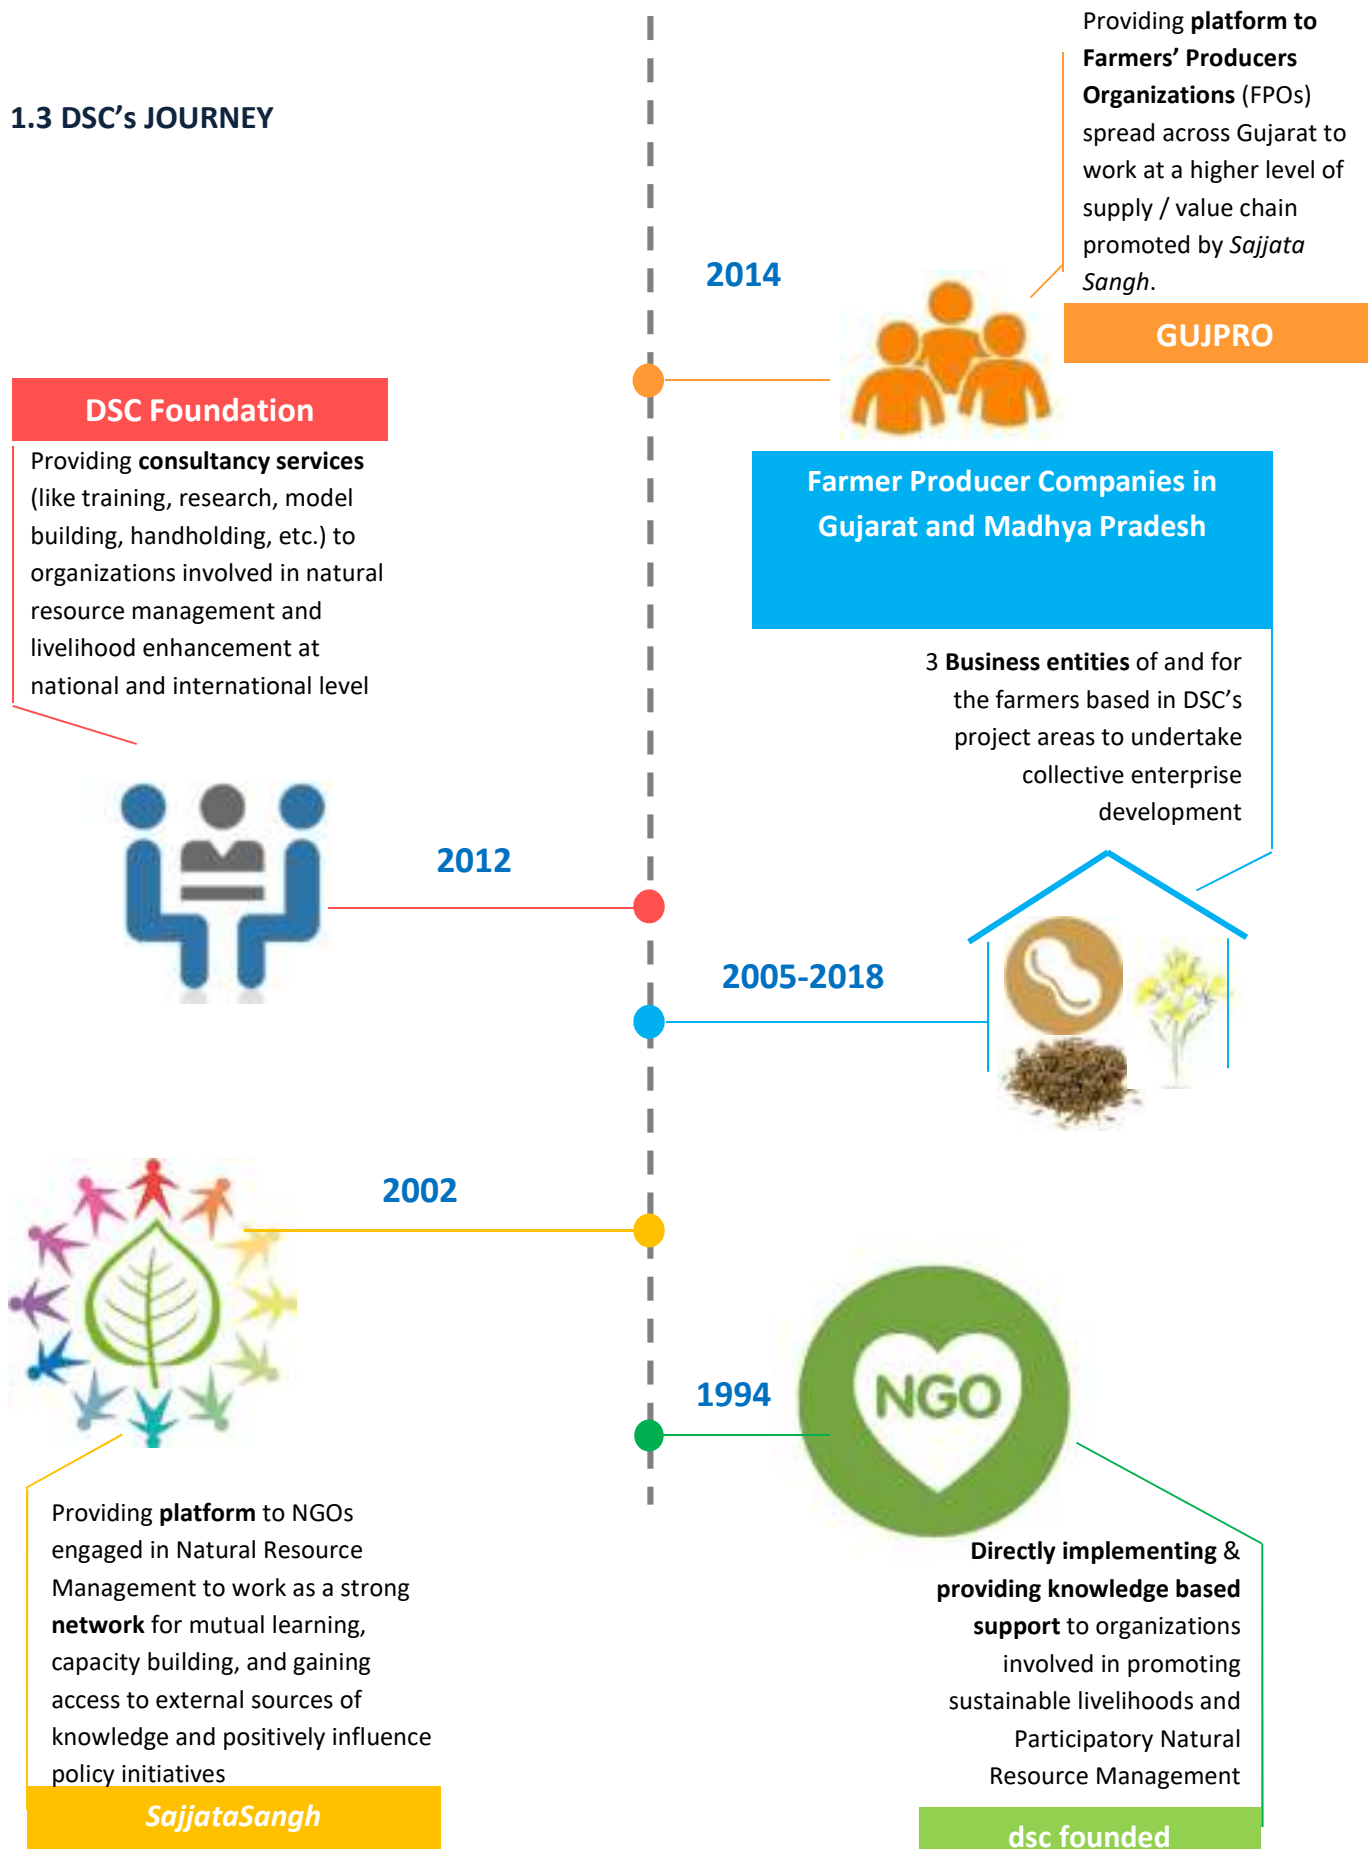 1.3 DSC's JOURNEY
Providing platform to
Farmers' Producers
Organizations (FPOs)
spread across Gujarat to
work at a higher level of
supply / value chain
promoted by Sajjata
Sangh.
GUJPRO
2014
DSC Foundation
Providing consultancy services
(like training, research, model
building, handholding, etc.) to
organizations involved in natural
resource management and
livelihood enhancement at
national and international level
2012
Farmer Producer Companies in
Gujarat and Madhya Pradesh
3 Business entities of and for
the farmers based in DSC's
project areas to undertake
collective enterprise
development
2005-2018
2002
Providing platform to NGOs
engaged in Natural Resource
Management to work as a strong
network for mutual learning,
capacity building, and gaining
access to external sources of
knowledge and positively influence
policy initiatives
SajjataSangh
1994
NGO
Directly implementing &
providing knowledge based
support to organizations
involved in promoting
sustainable livelihoods and
Participatory Natural
Resource Management
dsc founded